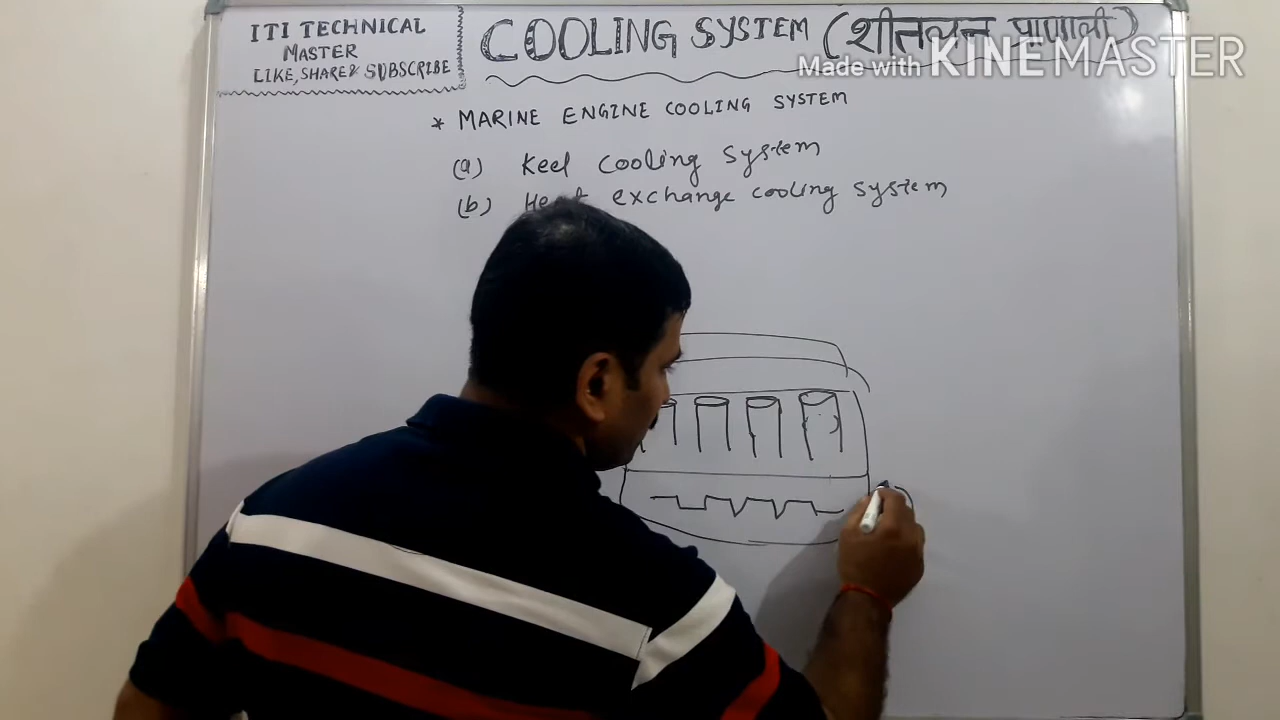 ITI TECHNICAL
MASTER
LIKE, SHARE & SUBSCRIBE
COOLING SYSTEM (शीतलन प्राणाली)
Made with KINEMASTER
* MARINE ENGINE COOLING SYSTEM
(a) Keel cooling system
(b) Heat exchange cooling system